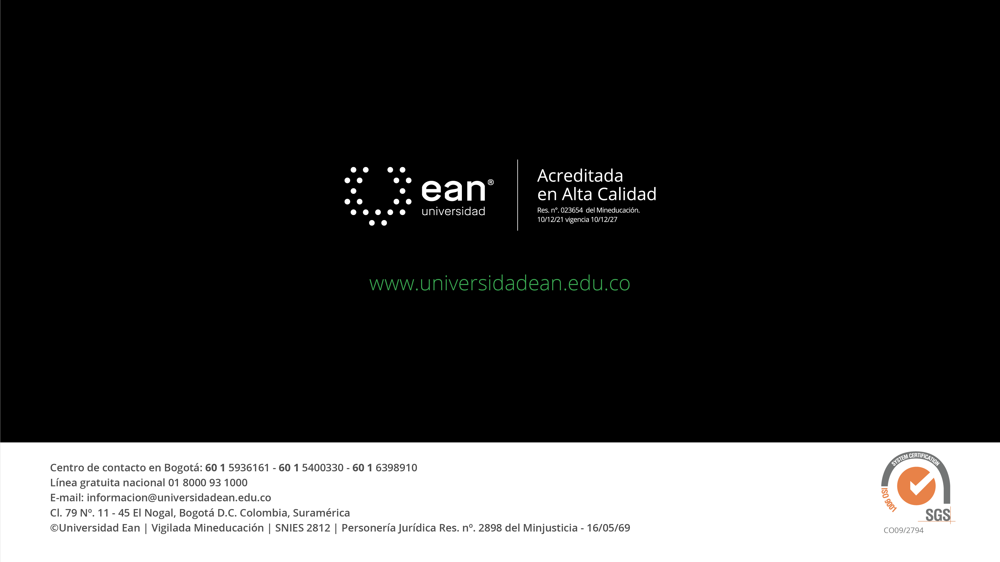 ean®
universidad
Acreditada
en Alta Calidad
Res. n°. 023654 del Mineducación.
10/12/21 vigencia 10/12/27
www.universidadean.edu.co
Centro de contacto en Bogotá: 60 1 5936161 - 60 1 5400330 - 60 1 6398910
Línea gratuita nacional 01 8000 93 1000
E-mail: informacion@universidadean.edu.co
Cl. 79 Nº. 11 - 45 El Nogal, Bogotá D.C. Colombia, Suramérica
©Universidad Ean | Vigilada Mineducación | SNIES 2812 | Personería Jurídica Res. nº. 2898 del Minjusticia - 16/05/69
SYSTEM CERTIFICATION
ISO 9001
SGS
CO09/2794